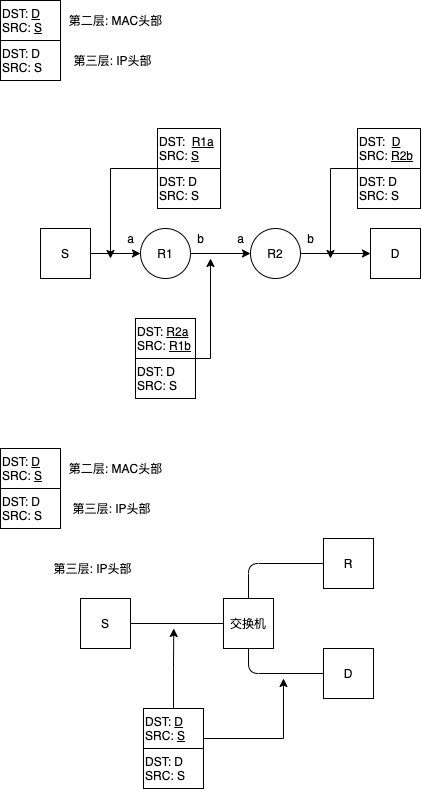 DST: D
SRC: S
第二层: MAC头部
DST: D
SRC: S
第三层: IP头部
DST: R1a
SRC: S
DST: D
SRC: S
DST: D
SRC: R2b
DST: D
SRC: S
S
a
R1
b
a
R2
b
D
DST: R2a
SRC: R1b
DST: D
SRC: S
DST: D
SRC: S
第二层: MAC头部
DST: D
SRC: S
第三层: IP头部
第三层: IP头部
R
S
交换机
D
DST: D
SRC: S
DST: D
SRC: S